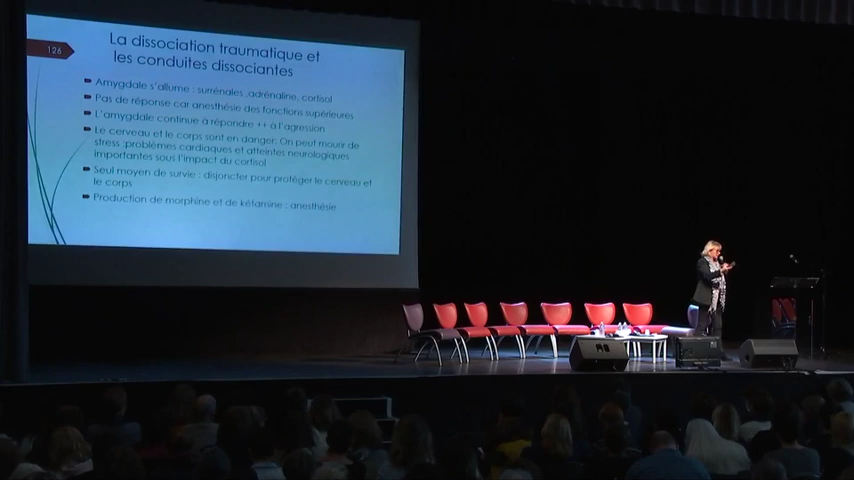 126
La dissociation traumatique et
les conduites dissociantes
Amygdale s'allume : surrénales ,adrénaline, cortisol
Pas de réponse car anesthésie des fonctions supérieures
L'amygdale continue à répondre ++ à l'agression
Le cerveau et le corps sont en danger: On peut mourir de
stress :problèmes cardiaques et atteintes neurologiques
importantes sous l'impact du cortisol
Seul moyen de survie : disjoncter pour protéger le cerveau et
le corps
Production de morphine et de kétamine : anesthésie